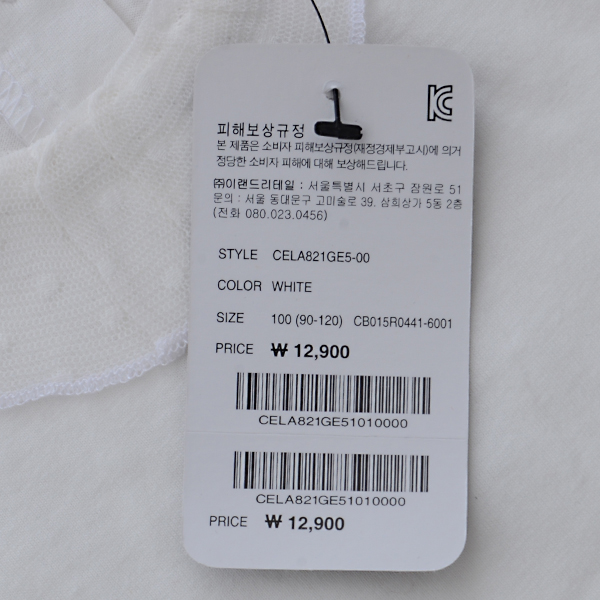 KC
피해보상규정
본 제품은 소비자 피해보상규정(재정경제부고시)에 의거
정당한 소비자 피해에 대해 보상해드립니다.
㈜이랜드리테일 : 서울특별시 서초구 잠원로 51
문의 : 서울 동대문구 고미술로 39. 삼희상가 5동 2층
(전화 080.023.0456)
STYLE CELA821GE5-00
COLOR WHITE
SIZE 100 (90-120) CB015R0441-6001
PRICE ₩ 12,900
CELA821GE51010000
CELA821GE51010000
PRICE ₩ 12,900